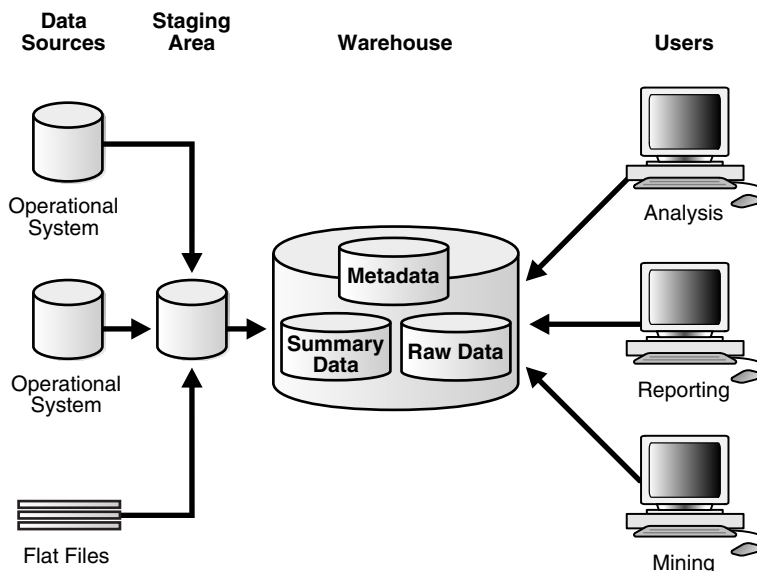 Data
Sources
Staging
Area
Warehouse
Users
Operational
System
Operational
System
Flat Files
Metadata
Summary
Data
Raw Data
Analysis
Reporting
Mining